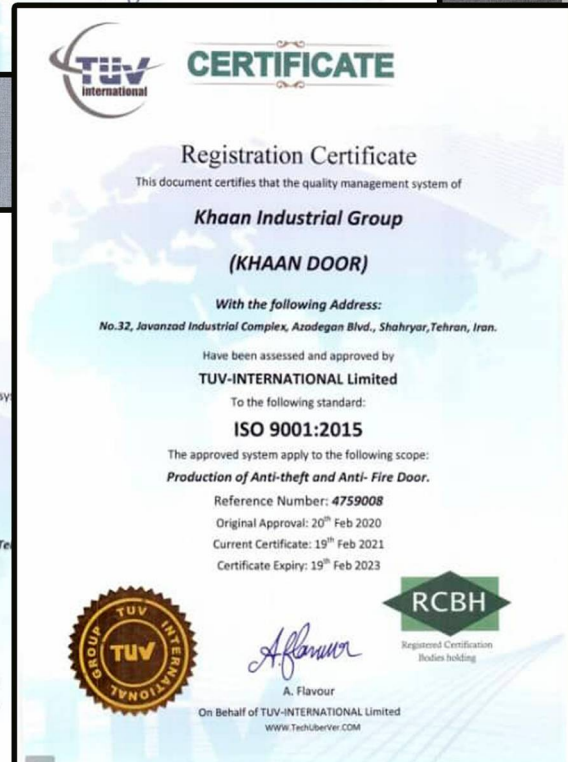 TUV
international
CERTIFICATE
Registration Certificate
This document certifies that the quality management system of
Khaan Industrial Group
(KHAAN DOOR)
With the following Address:
No.32, Javanzad Industrial Complex, Azadegan Blvd., Shahryar,Tehran, Iran.
Have been assessed and approved by
TUV-INTERNATIONAL Limited
To the following standard:
ISO 9001:2015
The approved system apply to the following scope:
Production of Anti-theft and Anti- Fire Door.
Reference Number: 4759008
Original Approval: 20th Feb 2020
Current Certificate: 19th Feb 2021
Certificate Expiry: 19th Feb 2023
TUV INTERNATIONAL GROUP
TUV
RCBH
Registered Certification
Bodies holding
A. Flavour
On Behalf of TUV-INTERNATIONAL Limited
WWW.TechUberVer.COM